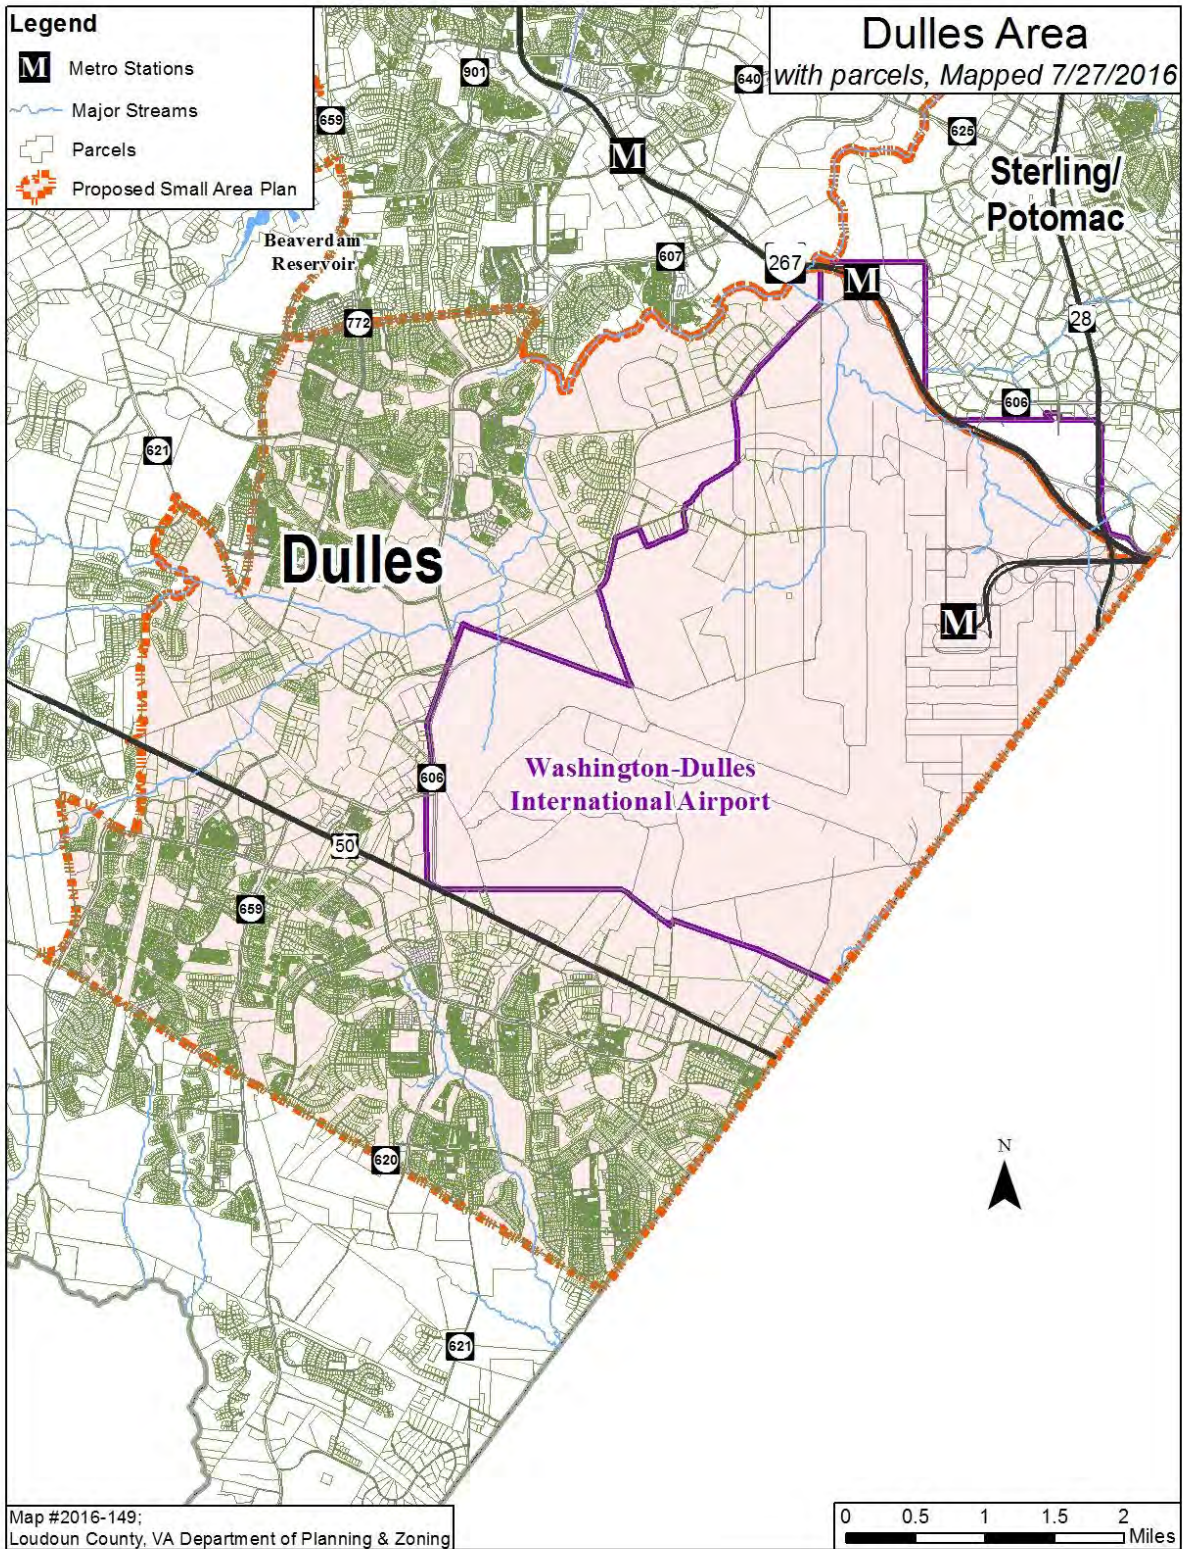 Legend
M Metro Stations
Major Streams
Parcels
Proposed Small Area Plan
Dulles Area
with parcels, Mapped 7/27/2016
901
640
659
625
M
Sterling/
Potomac
Beaverdam
Reservoir
607
267
M
772
28
606
621
Dulles
M
Washington-Dulles
International Airport
606
50
659
N
620
621
Map #2016-149;
Loudoun County, VA Department of Planning & Zoning
0 0.5 1 1.5 2
Miles